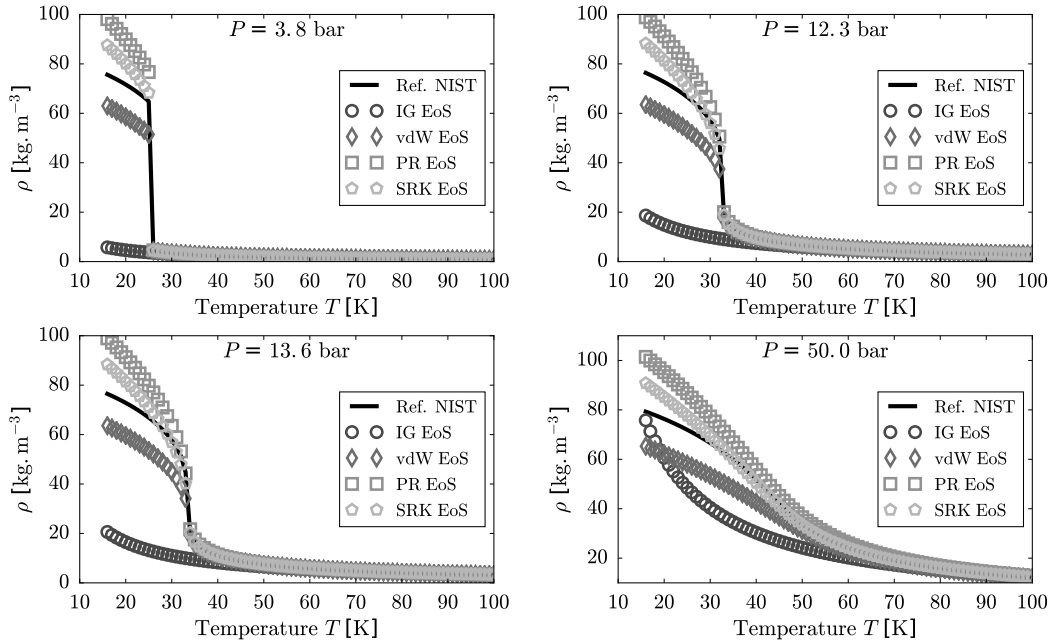 P = 3.8 bar
ρ [kg.m⁻³]
100
80
60
40
20
0
Ref. NIST
IG EoS
vdW EoS
PR EoS
SRK EoS
10 20 30 40 50 60 70 80 90 100
Temperature T [K]
P = 12.3 bar
ρ [kg.m⁻³]
100
80
60
40
20
0
Ref. NIST
IG EoS
vdW EoS
PR EoS
SRK EoS
10 20 30 40 50 60 70 80 90 100
Temperature T [K]
P = 13.6 bar
ρ [kg.m⁻³]
100
80
60
40
20
0
Ref. NIST
IG EoS
vdW EoS
PR EoS
SRK EoS
10 20 30 40 50 60 70 80 90 100
Temperature T [K]
P = 50.0 bar
ρ [kg.m⁻³]
100
80
60
40
20
Ref. NIST
IG EoS
vdW EoS
PR EoS
SRK EoS
10 20 30 40 50 60 70 80 90 100
Temperature T [K]